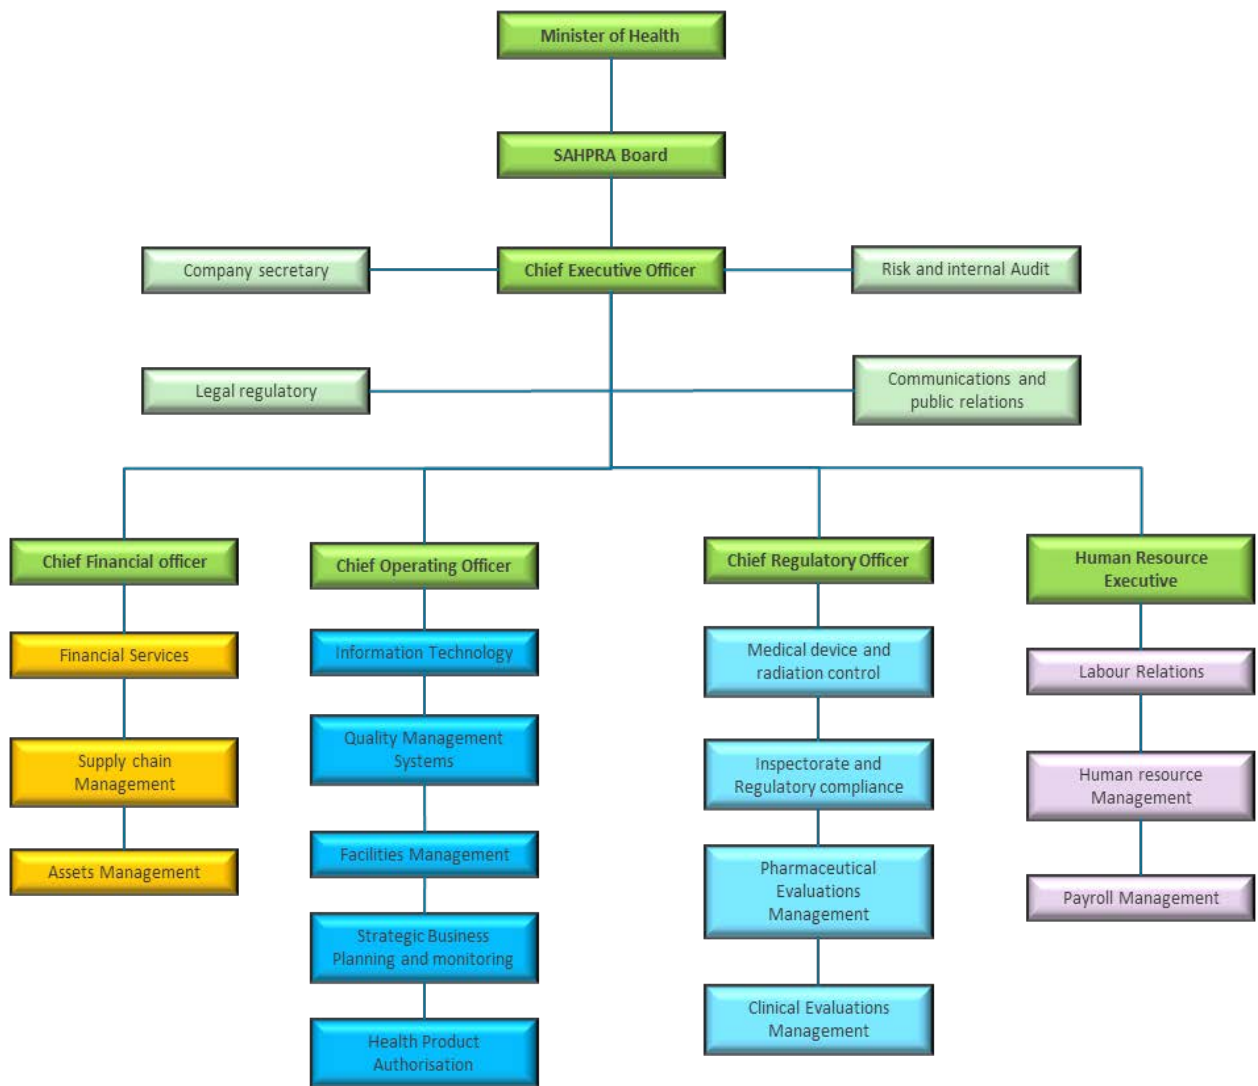 Minister of Health
SAHPRA Board
Company secretary
Chief Executive Officer
Risk and internal Audit
Legal regulatory
Communications and
public relations
Chief Financial officer
Financial Services
Supply chain
Management
Assets Management
Chief Operating Officer
Information Technology
Quality Management
Systems
Facilities Management
Strategic Business
Planning and monitoring
Health Product
Authorisation
Chief Regulatory Officer
Medical device and
radiation control
Inspectorate and
Regulatory compliance
Pharmaceutical
Evaluations
Management
Clinical Evaluations
Management
Human Resource
Executive
Labour Relations
Human resource
Management
Payroll Management